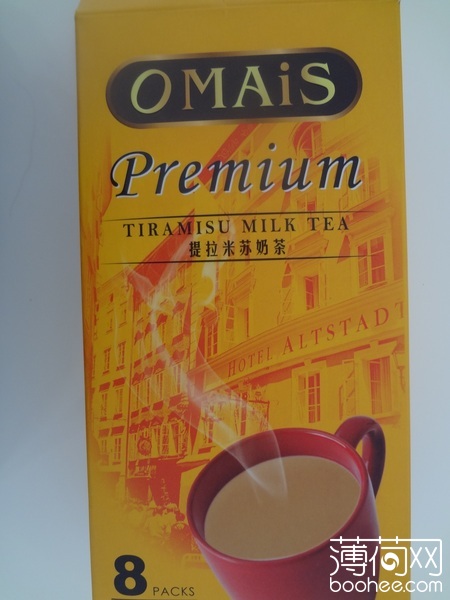 OMAiS
Premium
TIRAMISU MILK TEA
提拉米苏奶茶
HOTEL ALTSTADT
8 PACKS
薄荷网
boohee.com